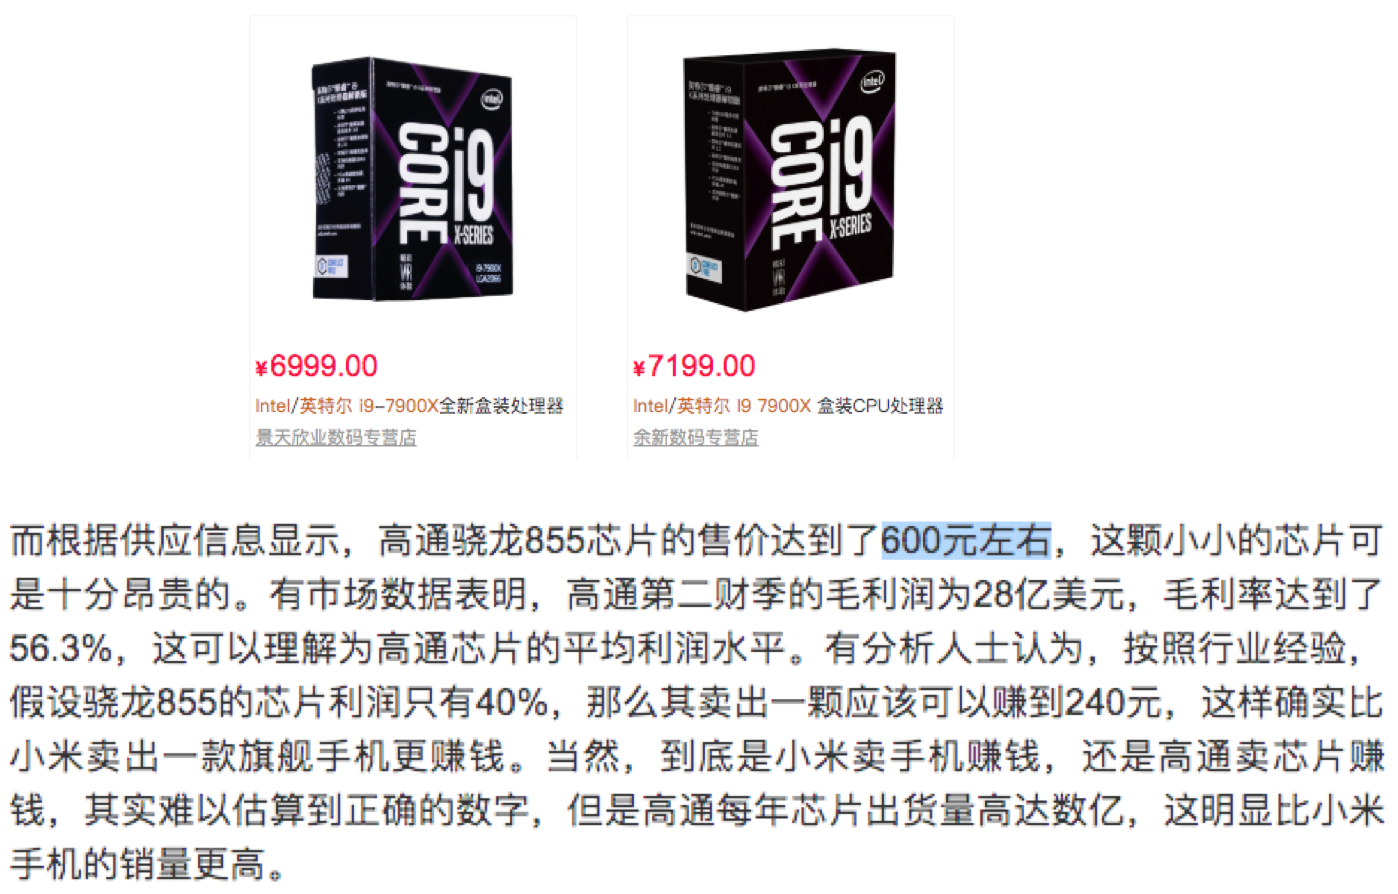 intel
CORE i9
X-SERIES
I9-7900X
LGA2066
intel
CORE i9
X-SERIES
¥6999.00
Intel/英特尔 i9-7900X全新盒装处理器
景天欣业数码专营店
¥7199.00
Intel/英特尔 I9 7900X 盒装CPU处理器
余新数码专营店
而根据供应信息显示，高通骁龙855芯片的售价达到了600元左右，这颗小小的芯片可
是十分昂贵的。有市场数据表明，高通第二财季的毛利润为28亿美元，毛利率达到了
56.3%，这可以理解为高通芯片的平均利润水平。有分析人士认为，按照行业经验，
假设骁龙855的芯片利润只有40%，那么其卖出一颗应该可以赚到240元，这样确实比
小米卖出一款旗舰手机更赚钱。当然，到底是小米卖手机赚钱，还是高通卖芯片赚
钱，其实难以估算到正确的数字，但是高通每年芯片出货量高达数亿，这明显比小米
手机的销量更高。